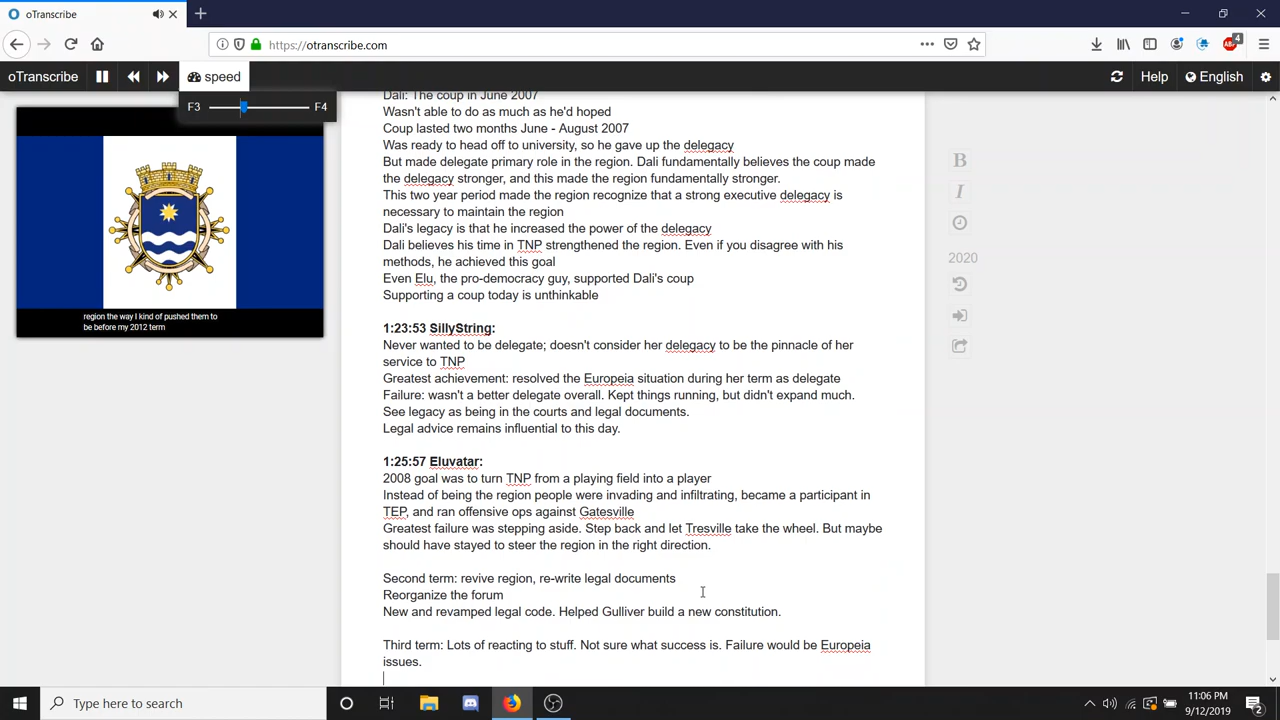 oTranscribe
https://otranscribe.com
4
oTranscribe
speed
Help
English
F3
F4
region the way I kind of pushed them to
be before my 2012 term
Dali: The coup in June 2007
Wasn't able to do as much as he'd hoped
Coup lasted two months June - August 2007
Was ready to head off to university, so he gave up the delegacy
But made delegate primary role in the region. Dali fundamentally believes the coup made
the delegacy stronger, and this made the region fundamentally stronger.
This two year period made the region recognize that a strong executive delegacy is
necessary to maintain the region
Dali's legacy is that he increased the power of the delegacy
Dali believes his time in TNP strengthened the region. Even if you disagree with his
methods, he achieved this goal
Even Elu, the pro-democracy guy, supported Dali's coup
Supporting a coup today is unthinkable
1:23:53 SillyString:
Never wanted to be delegate; doesn't consider her delegacy to be the pinnacle of her
service to TNP
Greatest achievement: resolved the Europeia situation during her term as delegate
Failure: wasn't a better delegate overall. Kept things running, but didn't expand much.
See legacy as being in the courts and legal documents.
Legal advice remains influential to this day.
1:25:57 Eluvatar:
2008 goal was to turn TNP from a playing field into a player
Instead of being the region people were invading and infiltrating, became a participant in
TEP, and ran offensive ops against Gatesville
Greatest failure was stepping aside. Step back and let Tresville take the wheel. But maybe
should have stayed to steer the region in the right direction.
Second term: revive region, re-write legal documents
Reorganize the forum
New and revamped legal code. Helped Gulliver build a new constitution.
Third term: Lots of reacting to stuff. Not sure what success is. Failure would be Europeia
issues.
B
I
2020
Type here to search
11:06 PM
9/12/2019
2